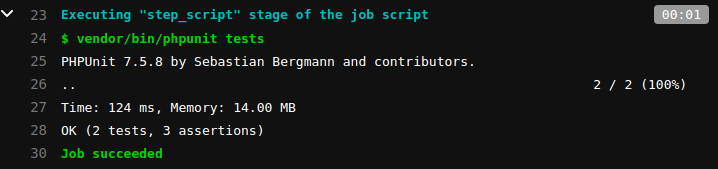 23 Executing "step_script" stage of the job script 00:01
24 $ vendor/bin/phpunit tests
25 PHPUnit 7.5.8 by Sebastian Bergmann and contributors.
26 .. 2 / 2 (100%)
27 Time: 124 ms, Memory: 14.00 MB
28 OK (2 tests, 3 assertions)
30 Job succeeded